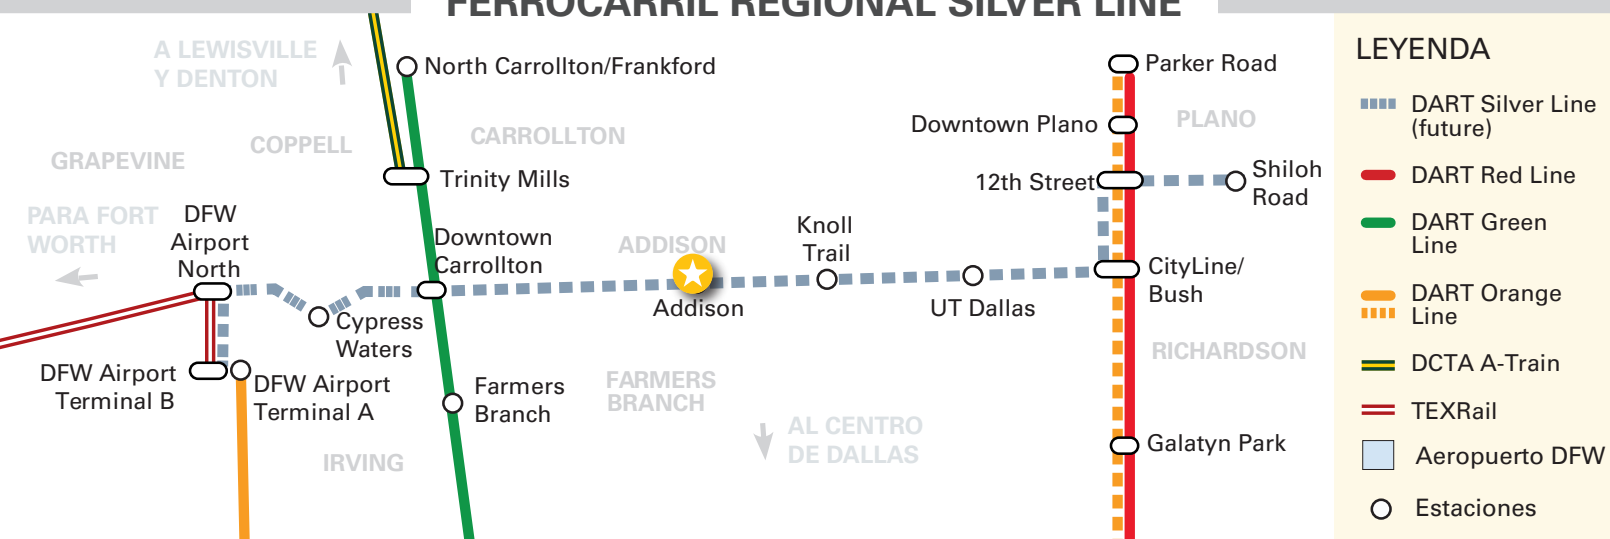 FERROCARRIL REGIONAL SILVER LINE
A LEWISVILLE
Y DENTON
North Carrollton/Frankford
COPPELL
CARROLLTON
GRAPEVINE
Trinity Mills
PARA FORT
WORTH
DFW
Airport
North
Downtown
Carrollton
ADDISON
Addison
Knoll
Trail
UT Dallas
Cypress
Waters
DFW Airport
Terminal B
DFW Airport
Terminal A
Farmers
Branch
FARMERS
BRANCH
IRVING
AL CENTRO
DE DALLAS
Parker Road
Downtown Plano
PLANO
12th Street
Shiloh
Road
CityLine/
Bush
RICHARDSON
Galatyn Park
LEYENDA
DART Silver Line
(future)
DART Red Line
DART Green
Line
DART Orange
Line
DCTA A-Train
TEXRail
Aeropuerto DFW
Estaciones